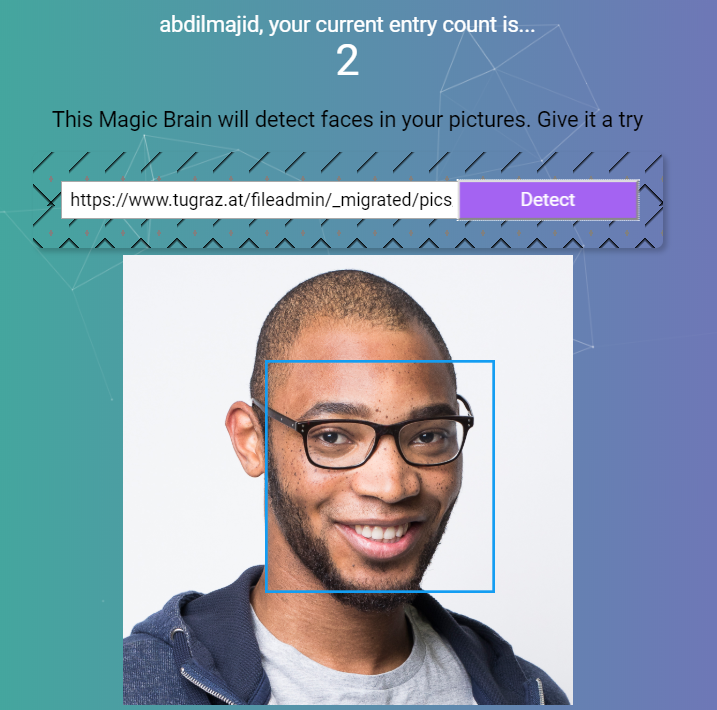 abdilmajid, your current entry count is...
2
This Magic Brain will detect faces in your pictures. Give it a try
https://www.tugraz.at/fileadmin/_migrated/pics
Detect